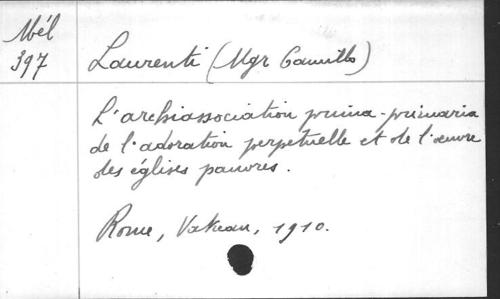 Mél
397
Laurenti (Mgr Camillo)
L'archiassociation prima-primaria
de l'adoration perpetuelle et de l'œuvre
des églises pauvres.
Rome, Vatican, 1910.